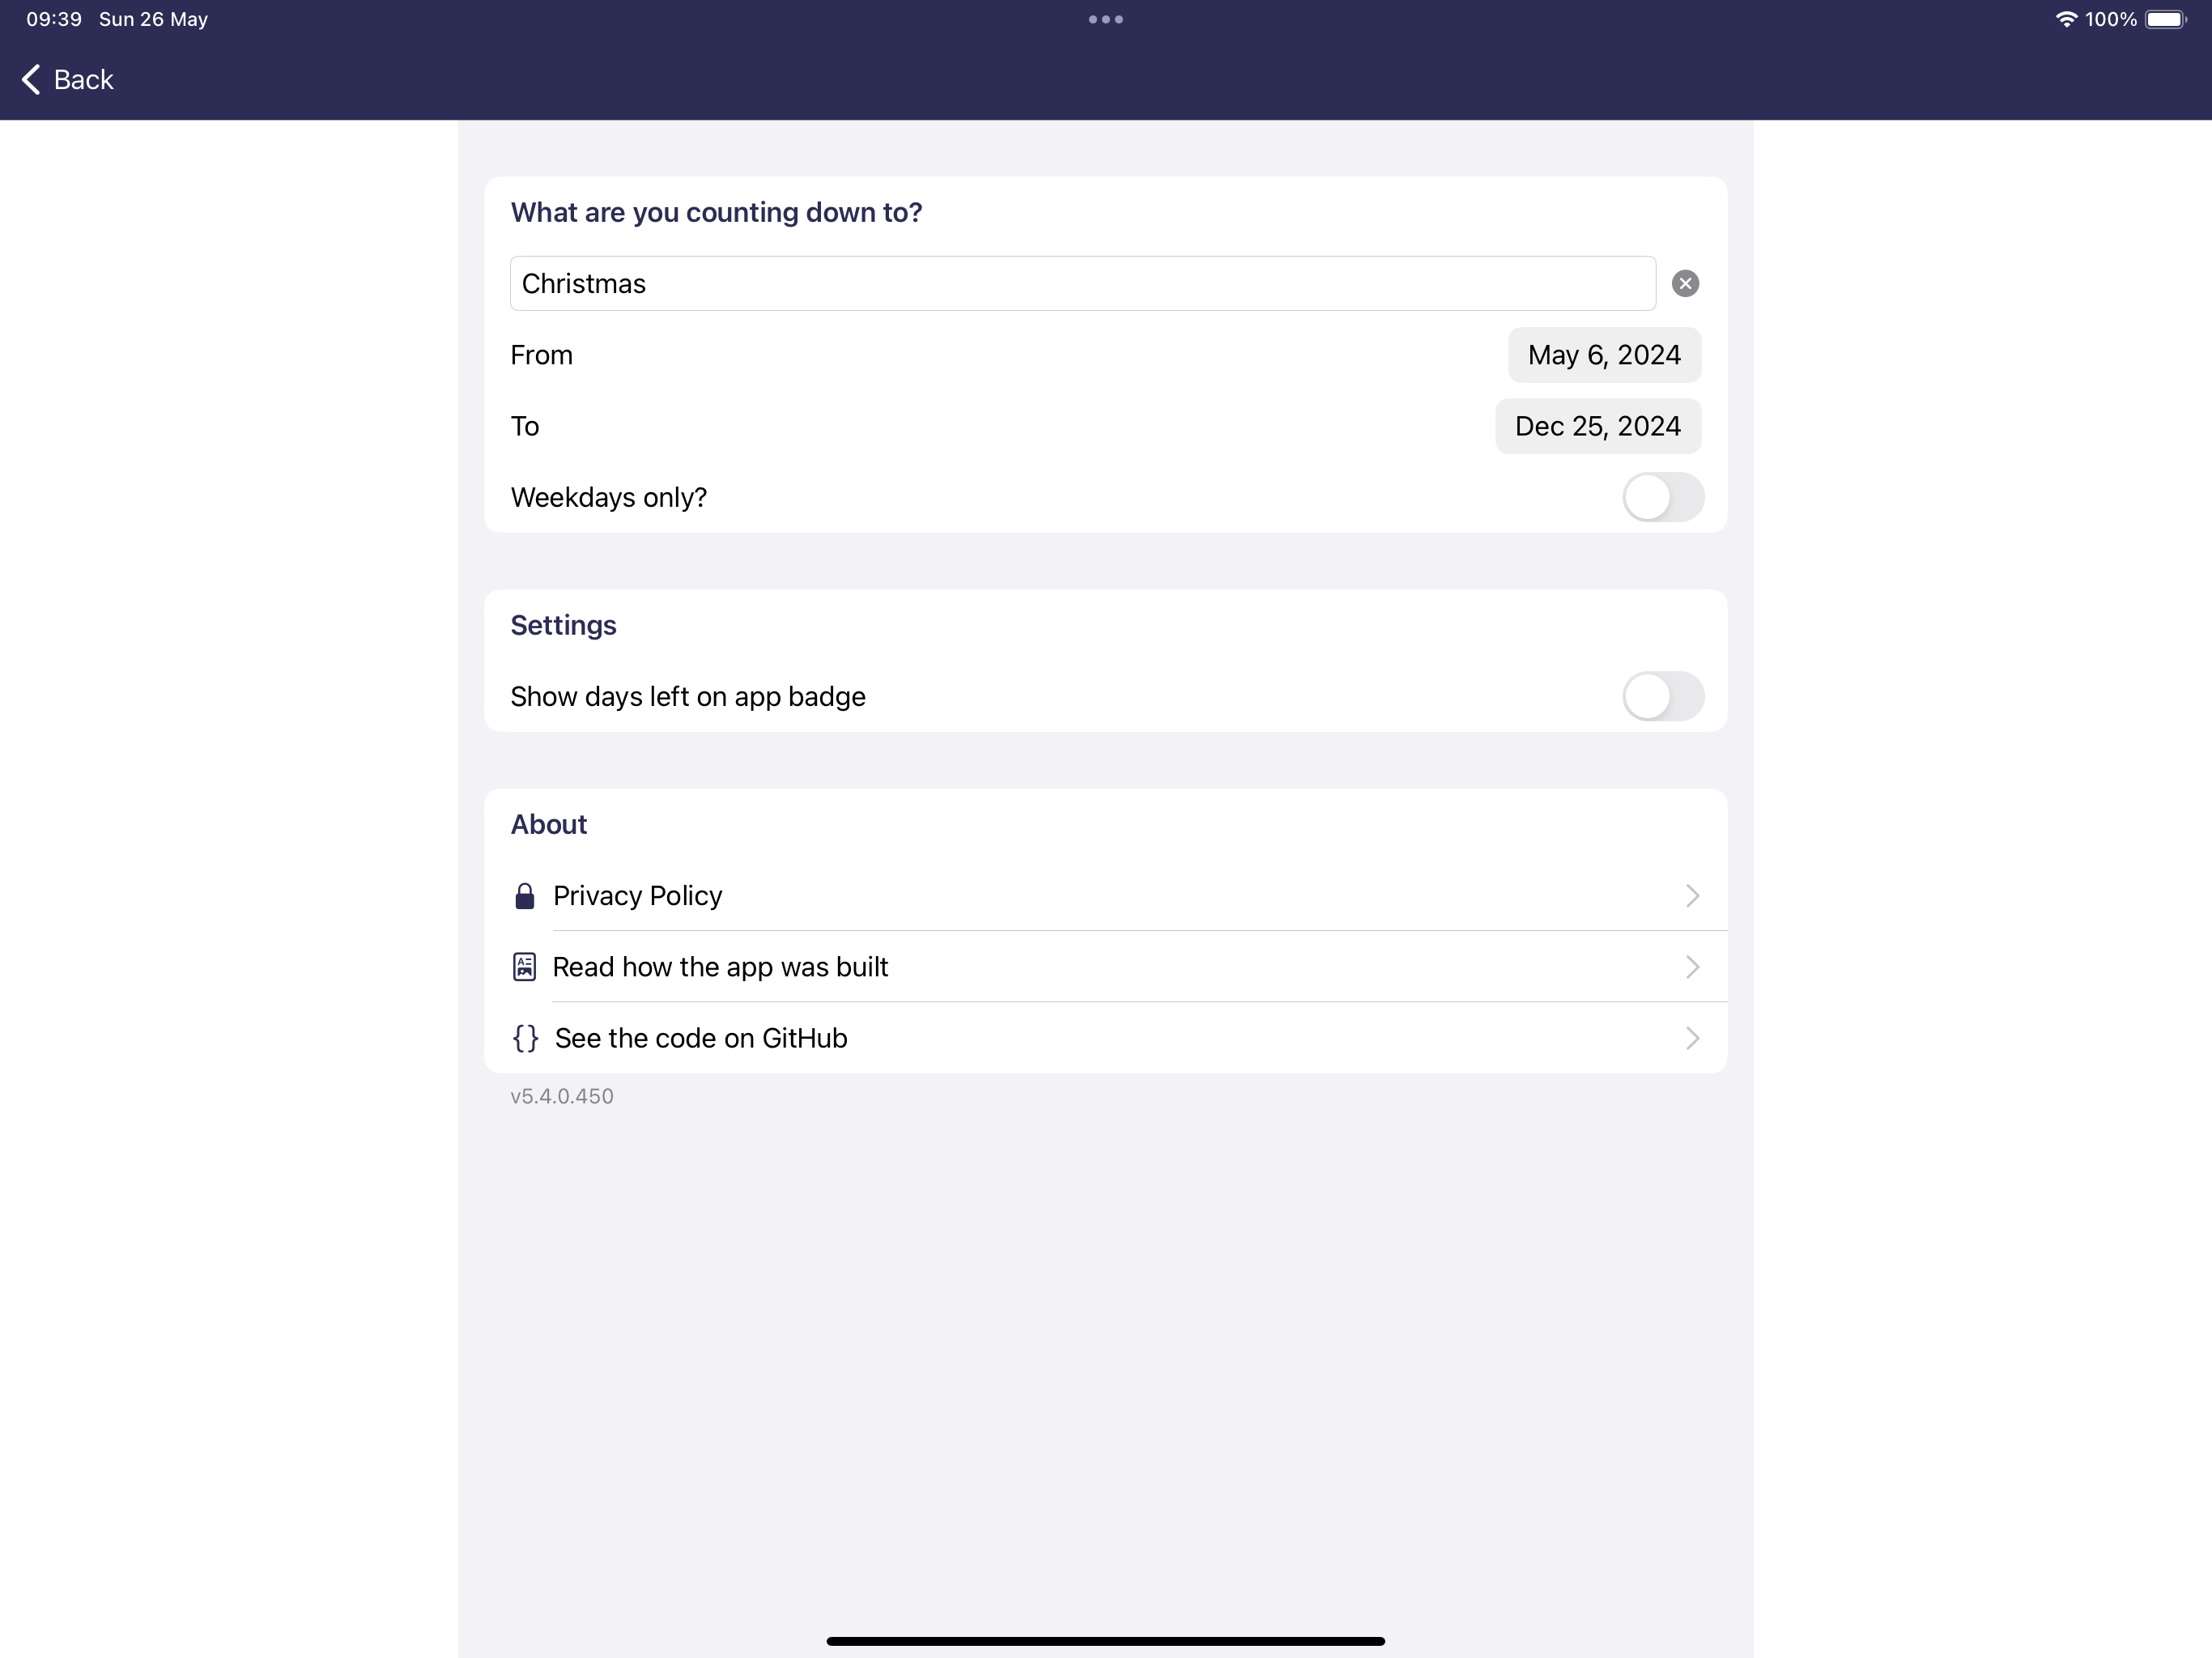 09:39 Sun 26 May 100%
Back
What are you counting down to?
Christmas
From May 6, 2024
To Dec 25, 2024
Weekdays only?
Settings
Show days left on app badge
About
Privacy Policy
Read how the app was built
{} See the code on GitHub
v5.4.0.450